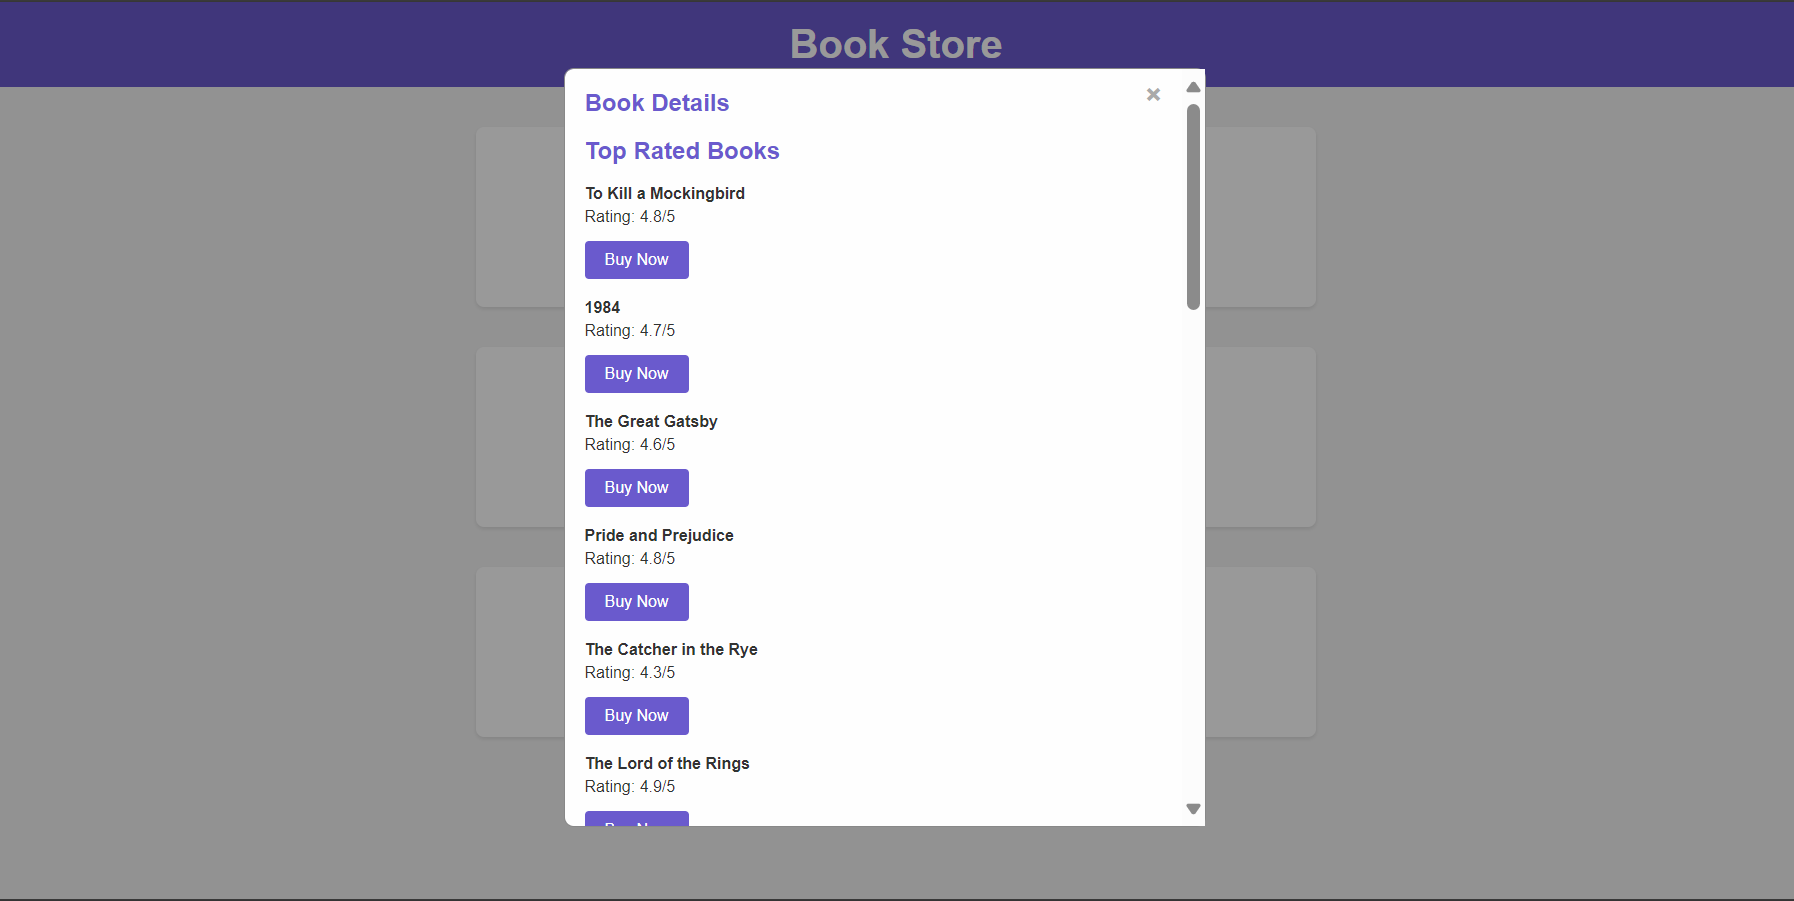 Book Store
Book Details
×
Top Rated Books
To Kill a Mockingbird
Rating: 4.8/5
Buy Now
1984
Rating: 4.7/5
Buy Now
The Great Gatsby
Rating: 4.6/5
Buy Now
Pride and Prejudice
Rating: 4.8/5
Buy Now
The Catcher in the Rye
Rating: 4.3/5
Buy Now
The Lord of the Rings
Rating: 4.9/5
Buy Now